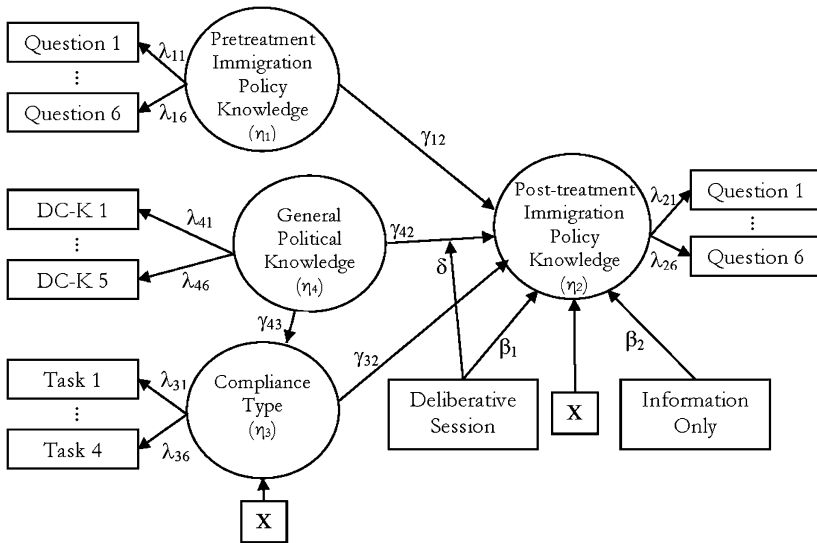 Question 1
⋮
Question 6
λ11
λ16
Pretreatment
Immigration
Policy
Knowledge
(η1)
γ12
DC-K 1
⋮
DC-K 5
λ41
λ46
General
Political
Knowledge
(η4)
γ42
δ
γ43
γ32
Post-treatment
Immigration
Policy
Knowledge
(η2)
λ21
λ26
Question 1
⋮
Question 6
Task 1
⋮
Task 4
λ31
λ36
Compliance
Type
(η3)
X
β1
β2
Deliberative
Session
X
Information
Only